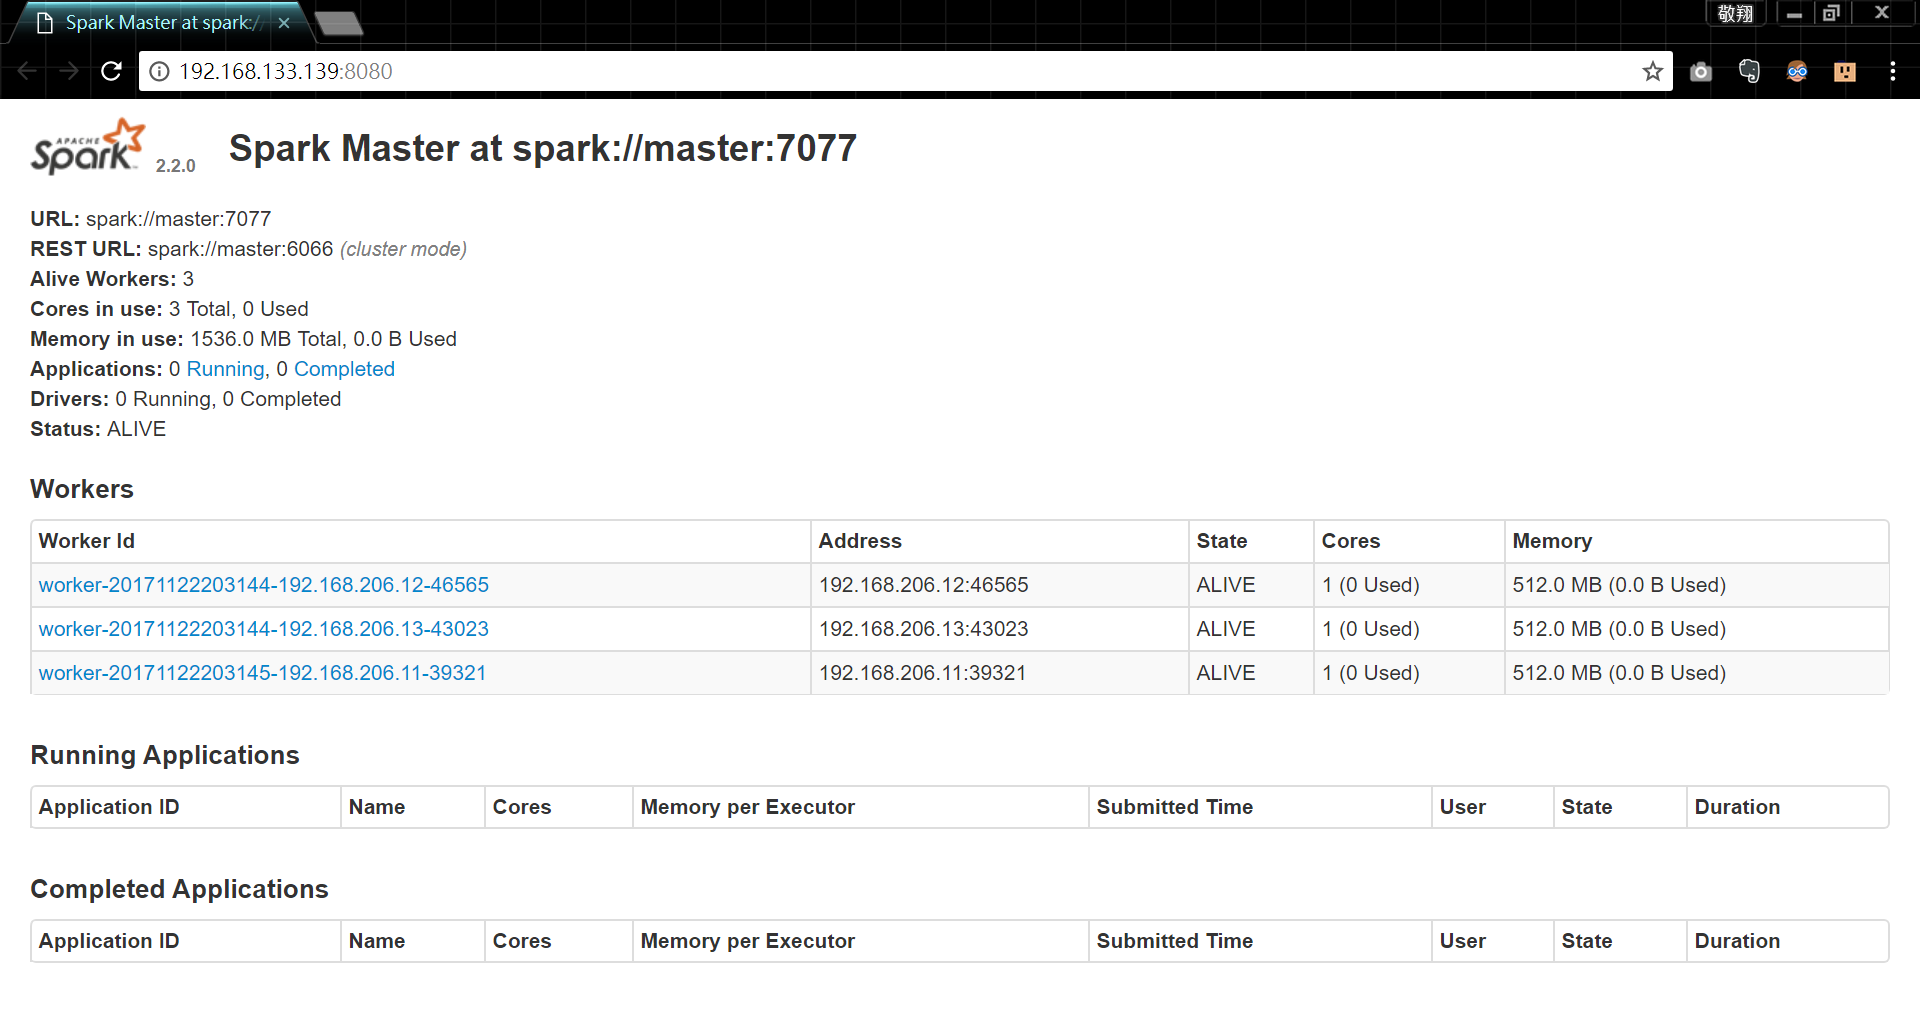 Spark Master at spark:/
敬翔
192.168.133.139:8080
APACHE
Spark 2.2.0
Spark Master at spark://master:7077
URL: spark://master:7077
REST URL: spark://master:6066 (cluster mode)
Alive Workers: 3
Cores in use: 3 Total, 0 Used
Memory in use: 1536.0 MB Total, 0.0 B Used
Applications: 0 Running, 0 Completed
Drivers: 0 Running, 0 Completed
Status: ALIVE
Workers
Worker Id Address State Cores Memory
worker-20171122203144-192.168.206.12-46565 192.168.206.12:46565 ALIVE 1 (0 Used) 512.0 MB (0.0 B Used)
worker-20171122203144-192.168.206.13-43023 192.168.206.13:43023 ALIVE 1 (0 Used) 512.0 MB (0.0 B Used)
worker-20171122203145-192.168.206.11-39321 192.168.206.11:39321 ALIVE 1 (0 Used) 512.0 MB (0.0 B Used)
Running Applications
Application ID Name Cores Memory per Executor Submitted Time User State Duration
Completed Applications
Application ID Name Cores Memory per Executor Submitted Time User State Duration